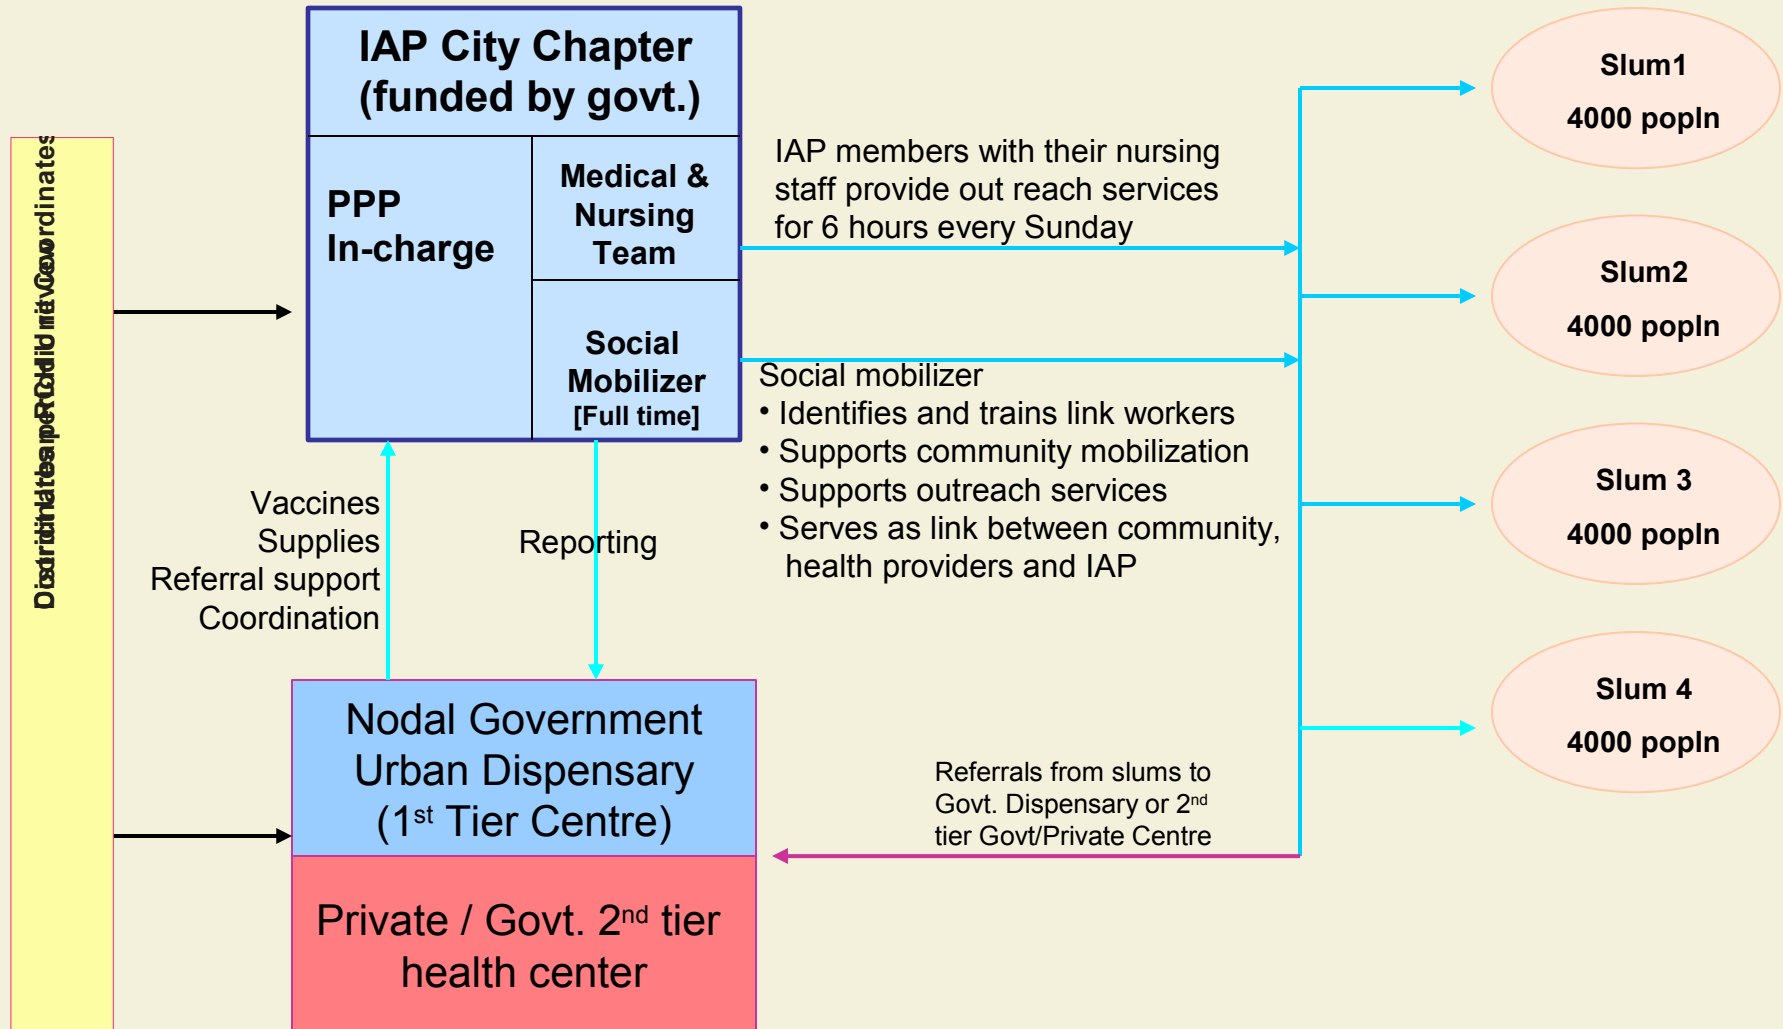 IAP City Chapter
(funded by govt.)
PPP
In-charge
Medical &
Nursing
Team
Social
Mobilizer
[Full time]
IAP members with their nursing
staff provide out reach services
for 6 hours every Sunday
Social mobilizer
• Identifies and trains link workers
• Supports community mobilization
• Supports outreach services
• Serves as link between community,
health providers and IAP
Vaccines
Supplies
Referral support
Coordination
Reporting
Nodal Government
Urban Dispensary
(1st Tier Centre)
Private / Govt. 2nd tier
health center
Referrals from slums to
Govt. Dispensary or 2nd
tier Govt/Private Centre
Slum1
4000 popln
Slum2
4000 popln
Slum 3
4000 popln
Slum 4
4000 popln